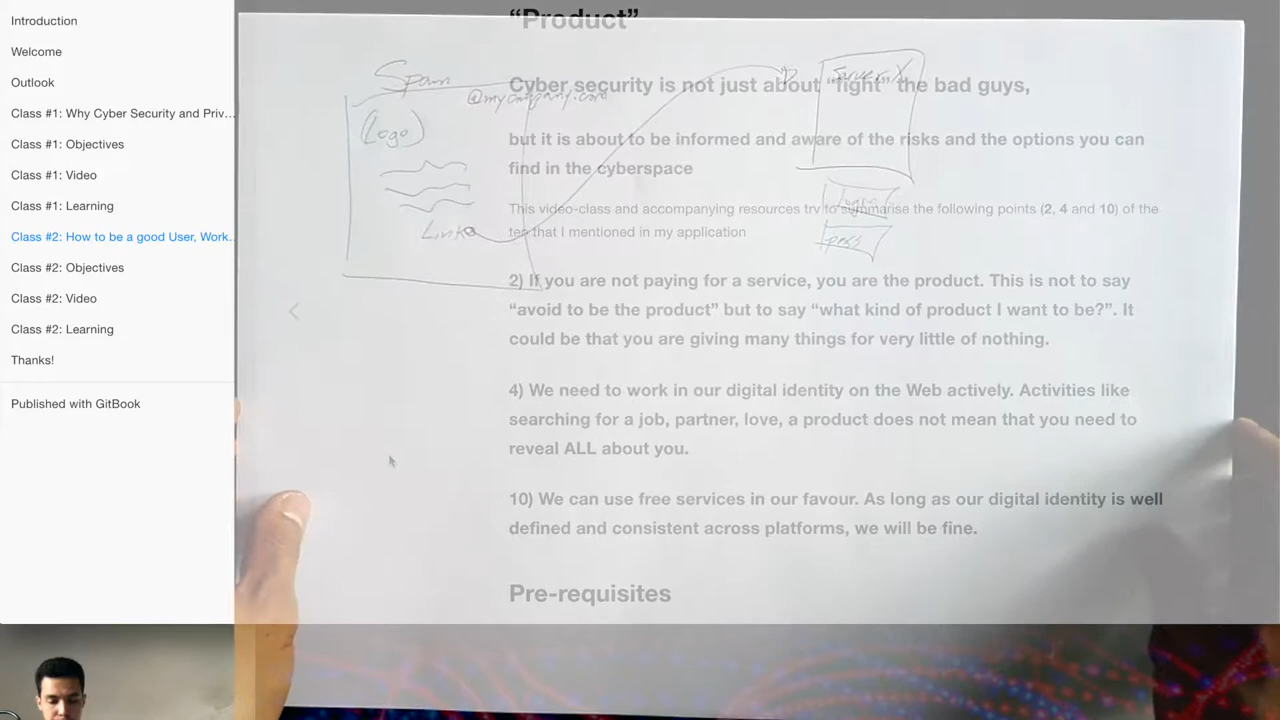 Introduction
Welcome
Outlook
Class #1: Why Cyber Security and Priv...
Class #1: Objectives
Class #1: Video
Class #1: Learning
Class #2: How to be a good User, Work...
Class #2: Objectives
Class #2: Video
Class #2: Learning
Thanks!
Published with GitBook
“Product”
Cyber security is not just about “fight” the bad guys,
but it is about to be informed and aware of the risks and the options you can
find in the cyberspace
This video-class and accompanying resources try to summarise the following points (2, 4 and 10) of the
ten that I mentioned in my application
2) If you are not paying for a service, you are the product. This is not to say
“avoid to be the product” but to say “what kind of product I want to be?”. It
could be that you are giving many things for very little of nothing.
4) We need to work in our digital identity on the Web actively. Activities like
searching for a job, partner, love, a product does not mean that you need to
reveal ALL about you.
10) We can use free services in our favour. As long as our digital identity is well
defined and consistent across platforms, we will be fine.
Pre-requisites
Spam
@mycompany.com
(Logo)
Link
Server X
Login
pass